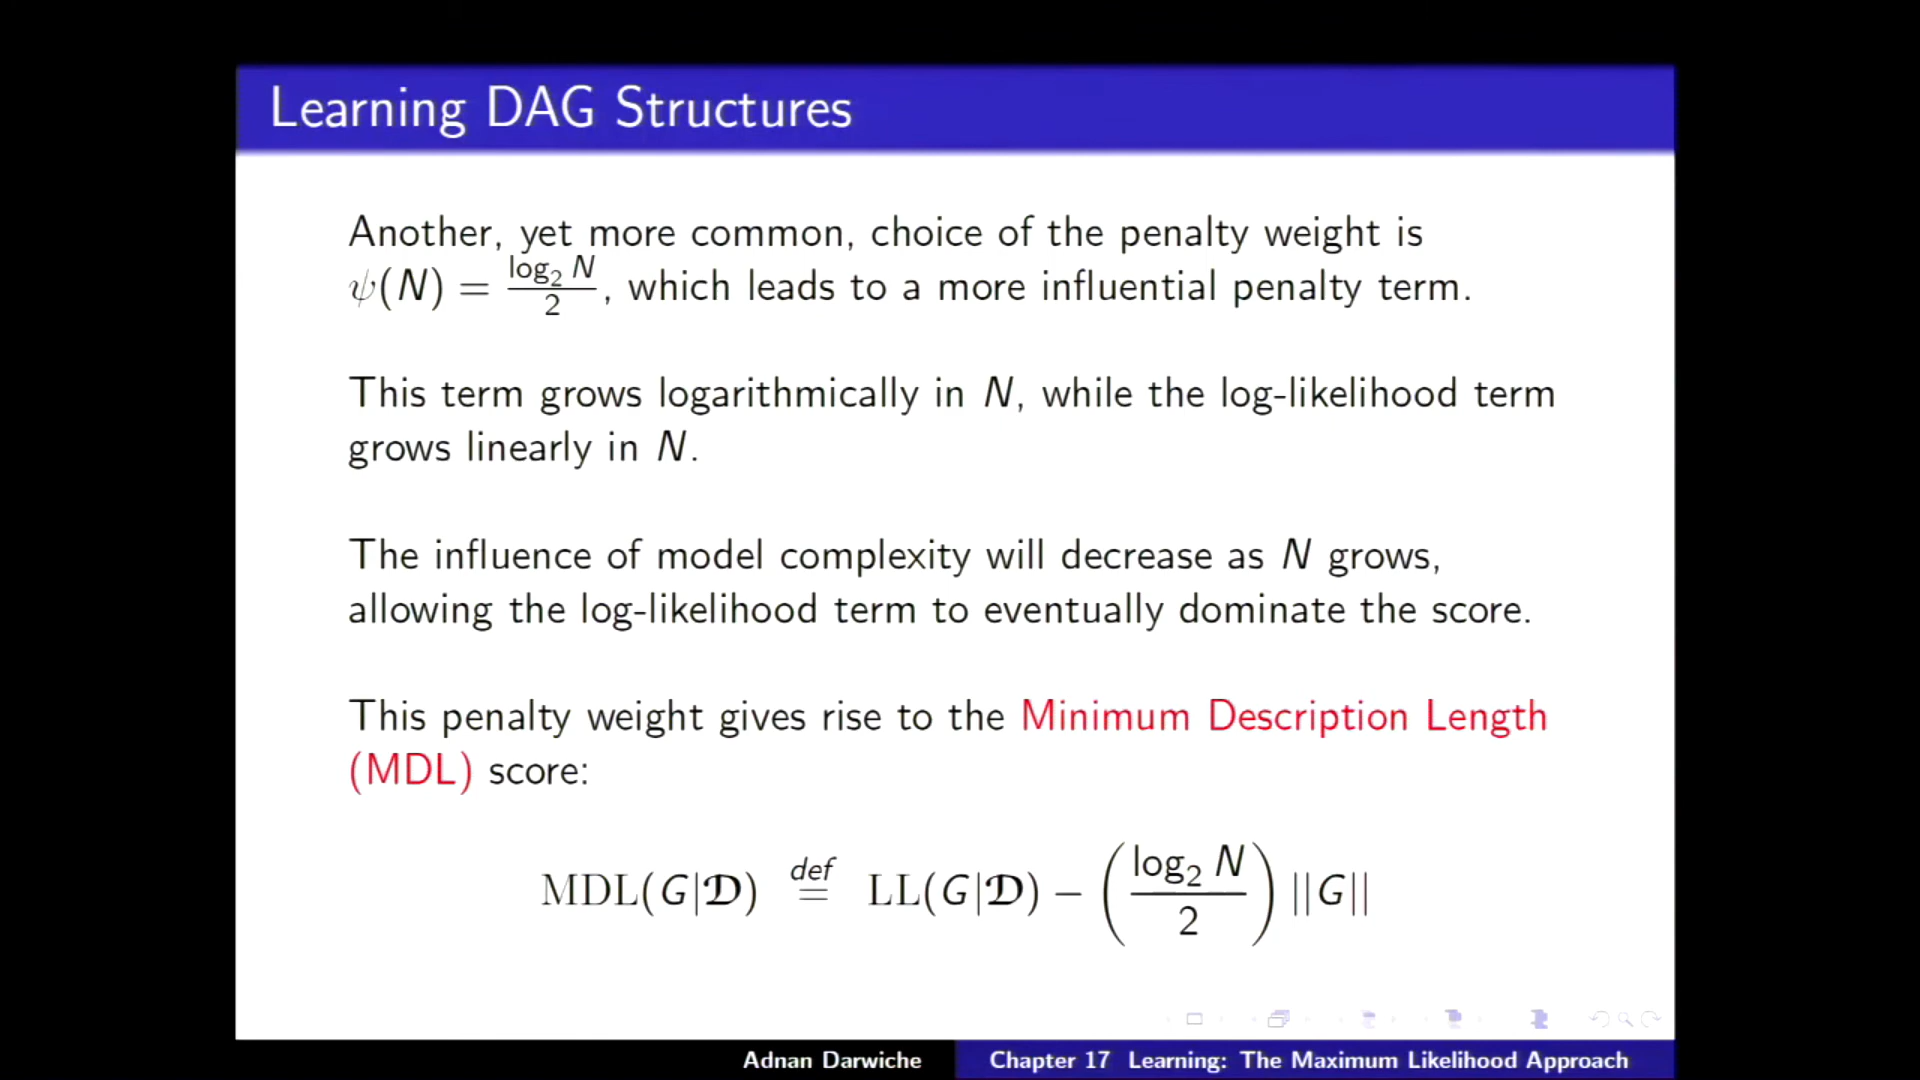 Learning DAG Structures
Another, yet more common, choice of the penalty weight is
ψ(N) = log₂ N / 2, which leads to a more influential penalty term.
This term grows logarithmically in N, while the log-likelihood term
grows linearly in N.
The influence of model complexity will decrease as N grows,
allowing the log-likelihood term to eventually dominate the score.
This penalty weight gives rise to the Minimum Description Length
(MDL) score:
MDL(G|𝒟) def= LL(G|𝒟) − (log₂ N / 2) ||G||
Adnan Darwiche Chapter 17 Learning: The Maximum Likelihood Approach